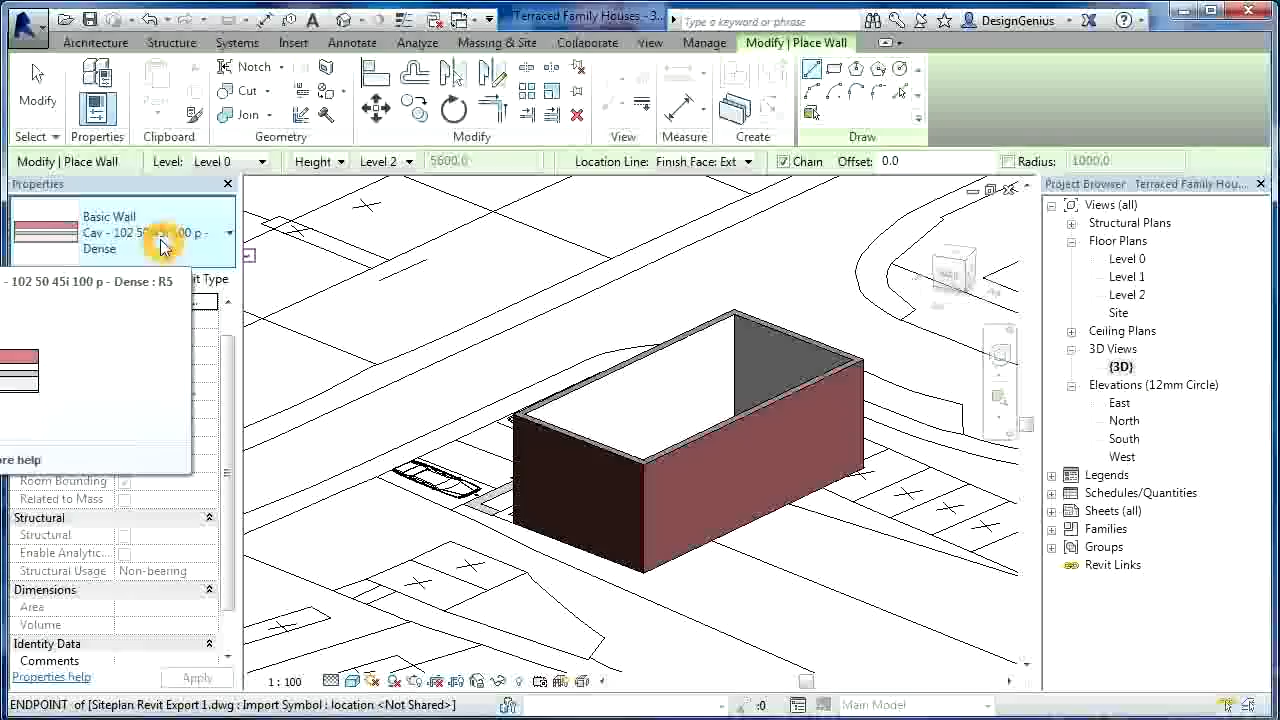 Terraced Family Houses - 3...
Type a keyword or phrase
DesignGenius
Architecture Structure Systems Insert Annotate Analyze Massing & Site Collaborate View Manage Modify | Place Wall
Modify
Notch
Cut
Join
Select Properties Clipboard Geometry Modify View Measure Create Draw
Modify | Place Wall Level: Level 0 Height Level 2 5600.0 Location Line: Finish Face: Ext Chain Offset: 0.0 Radius: 1000.0
Properties
Basic Wall
Cav - 102 50 45i 100 p -
Dense
it Type
- 102 50 45i 100 p - Dense : R5
ore help
Room Bounding
Related to Mass
Structural
Structural
Enable Analytic...
Structural Usage Non-bearing
Dimensions
Area
Volume
Identity Data
Comments
Properties help Apply
1 : 100
Project Browser Terraced Family Hou...
Views (all)
Structural Plans
Floor Plans
Level 0
Level 1
Level 2
Site
Ceiling Plans
3D Views
{3D}
Elevations (12mm Circle)
East
North
South
West
Legends
Schedules/Quantities
Sheets (all)
Families
Groups
Revit Links
ENDPOINT of [Siteplan Revit Export 1.dwg : Import Symbol : location <Not Shared>] :0 Main Model